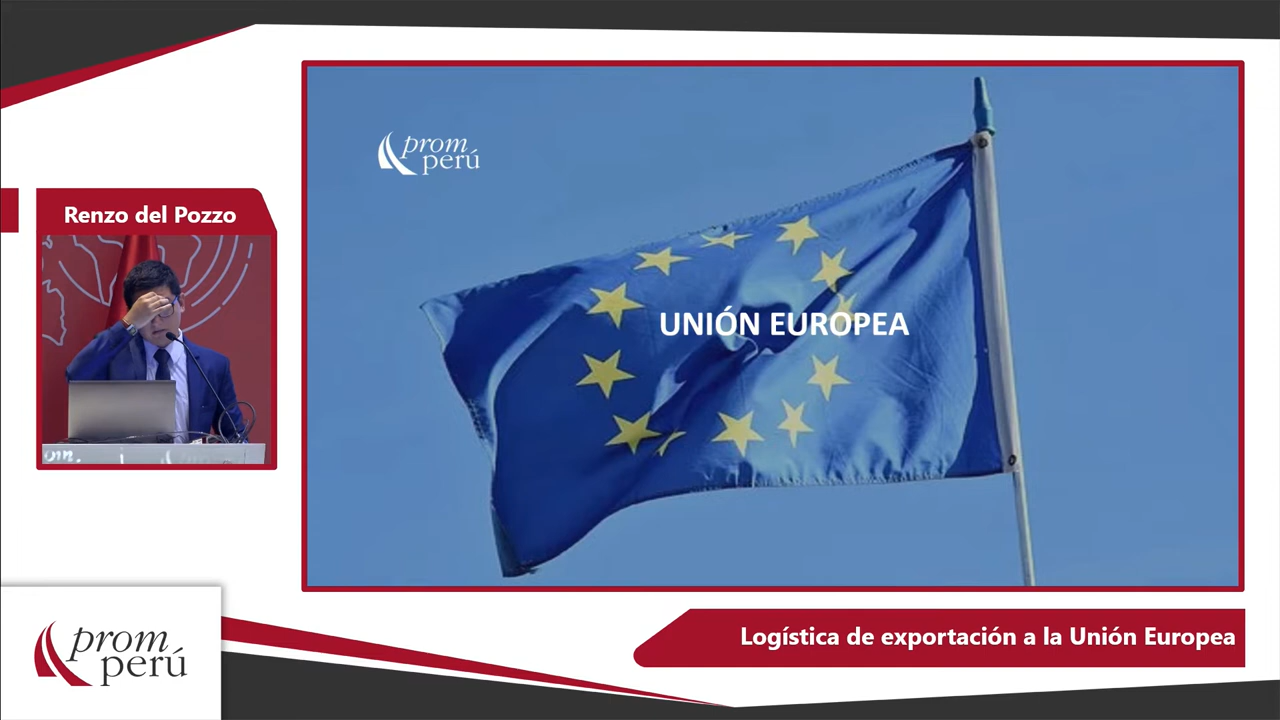 prom
perú
Renzo del Pozzo
UNIÓN EUROPEA
Logística de exportación a la Unión Europea
prom
perú